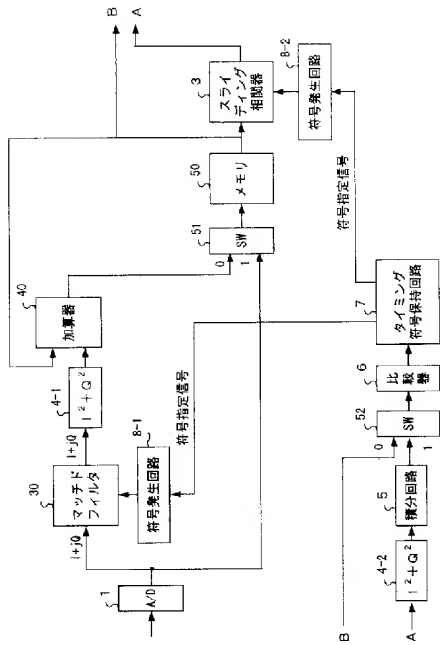 B
A
3
スライ
ディング
相関器
8-2
符号発生回路
50
メモリ
51
SW
0
1
符号指定信号
40
加算器
4-1
I²+Q²
I+jQ
30
マッチド
フィルタ
I+jQ
8-1
符号発生回路
符号指定信号
1
A/D
7
タイミング
符号保持回路
6
比較
器
52
SW
0
1
5
積分回路
4-2
I²+Q²
B
A